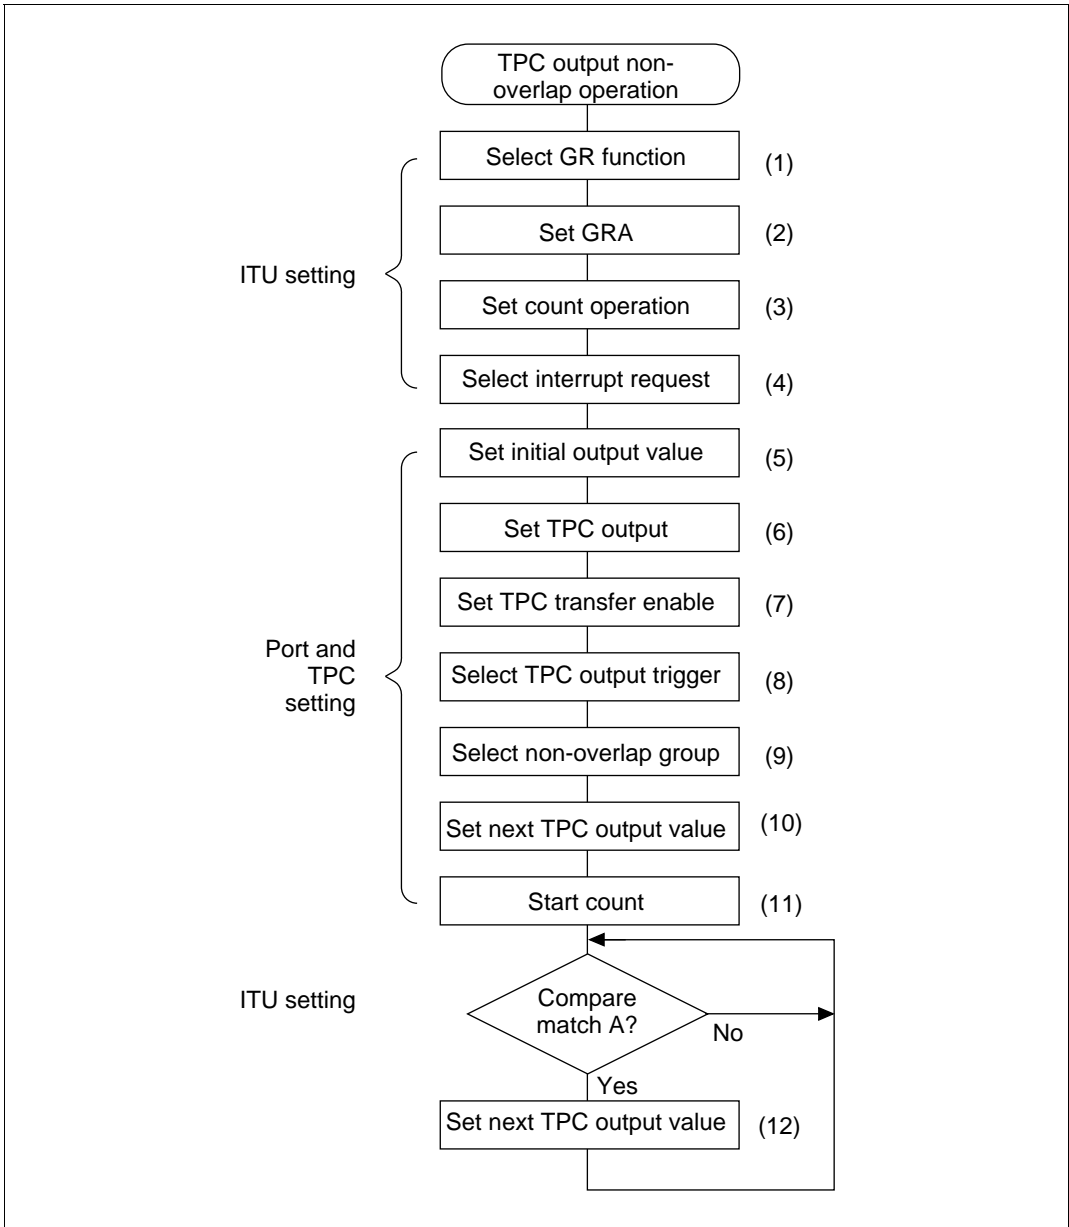 TPC output non-
overlap operation
Select GR function
(1)
Set GRA
(2)
ITU setting
Set count operation
(3)
Select interrupt request
(4)
Set initial output value
(5)
Set TPC output
(6)
Set TPC transfer enable
(7)
Port and
TPC
setting
Select TPC output trigger
(8)
Select non-overlap group
(9)
Set next TPC output value
(10)
Start count
(11)
ITU setting
Compare
match A?
No
Yes
Set next TPC output value
(12)